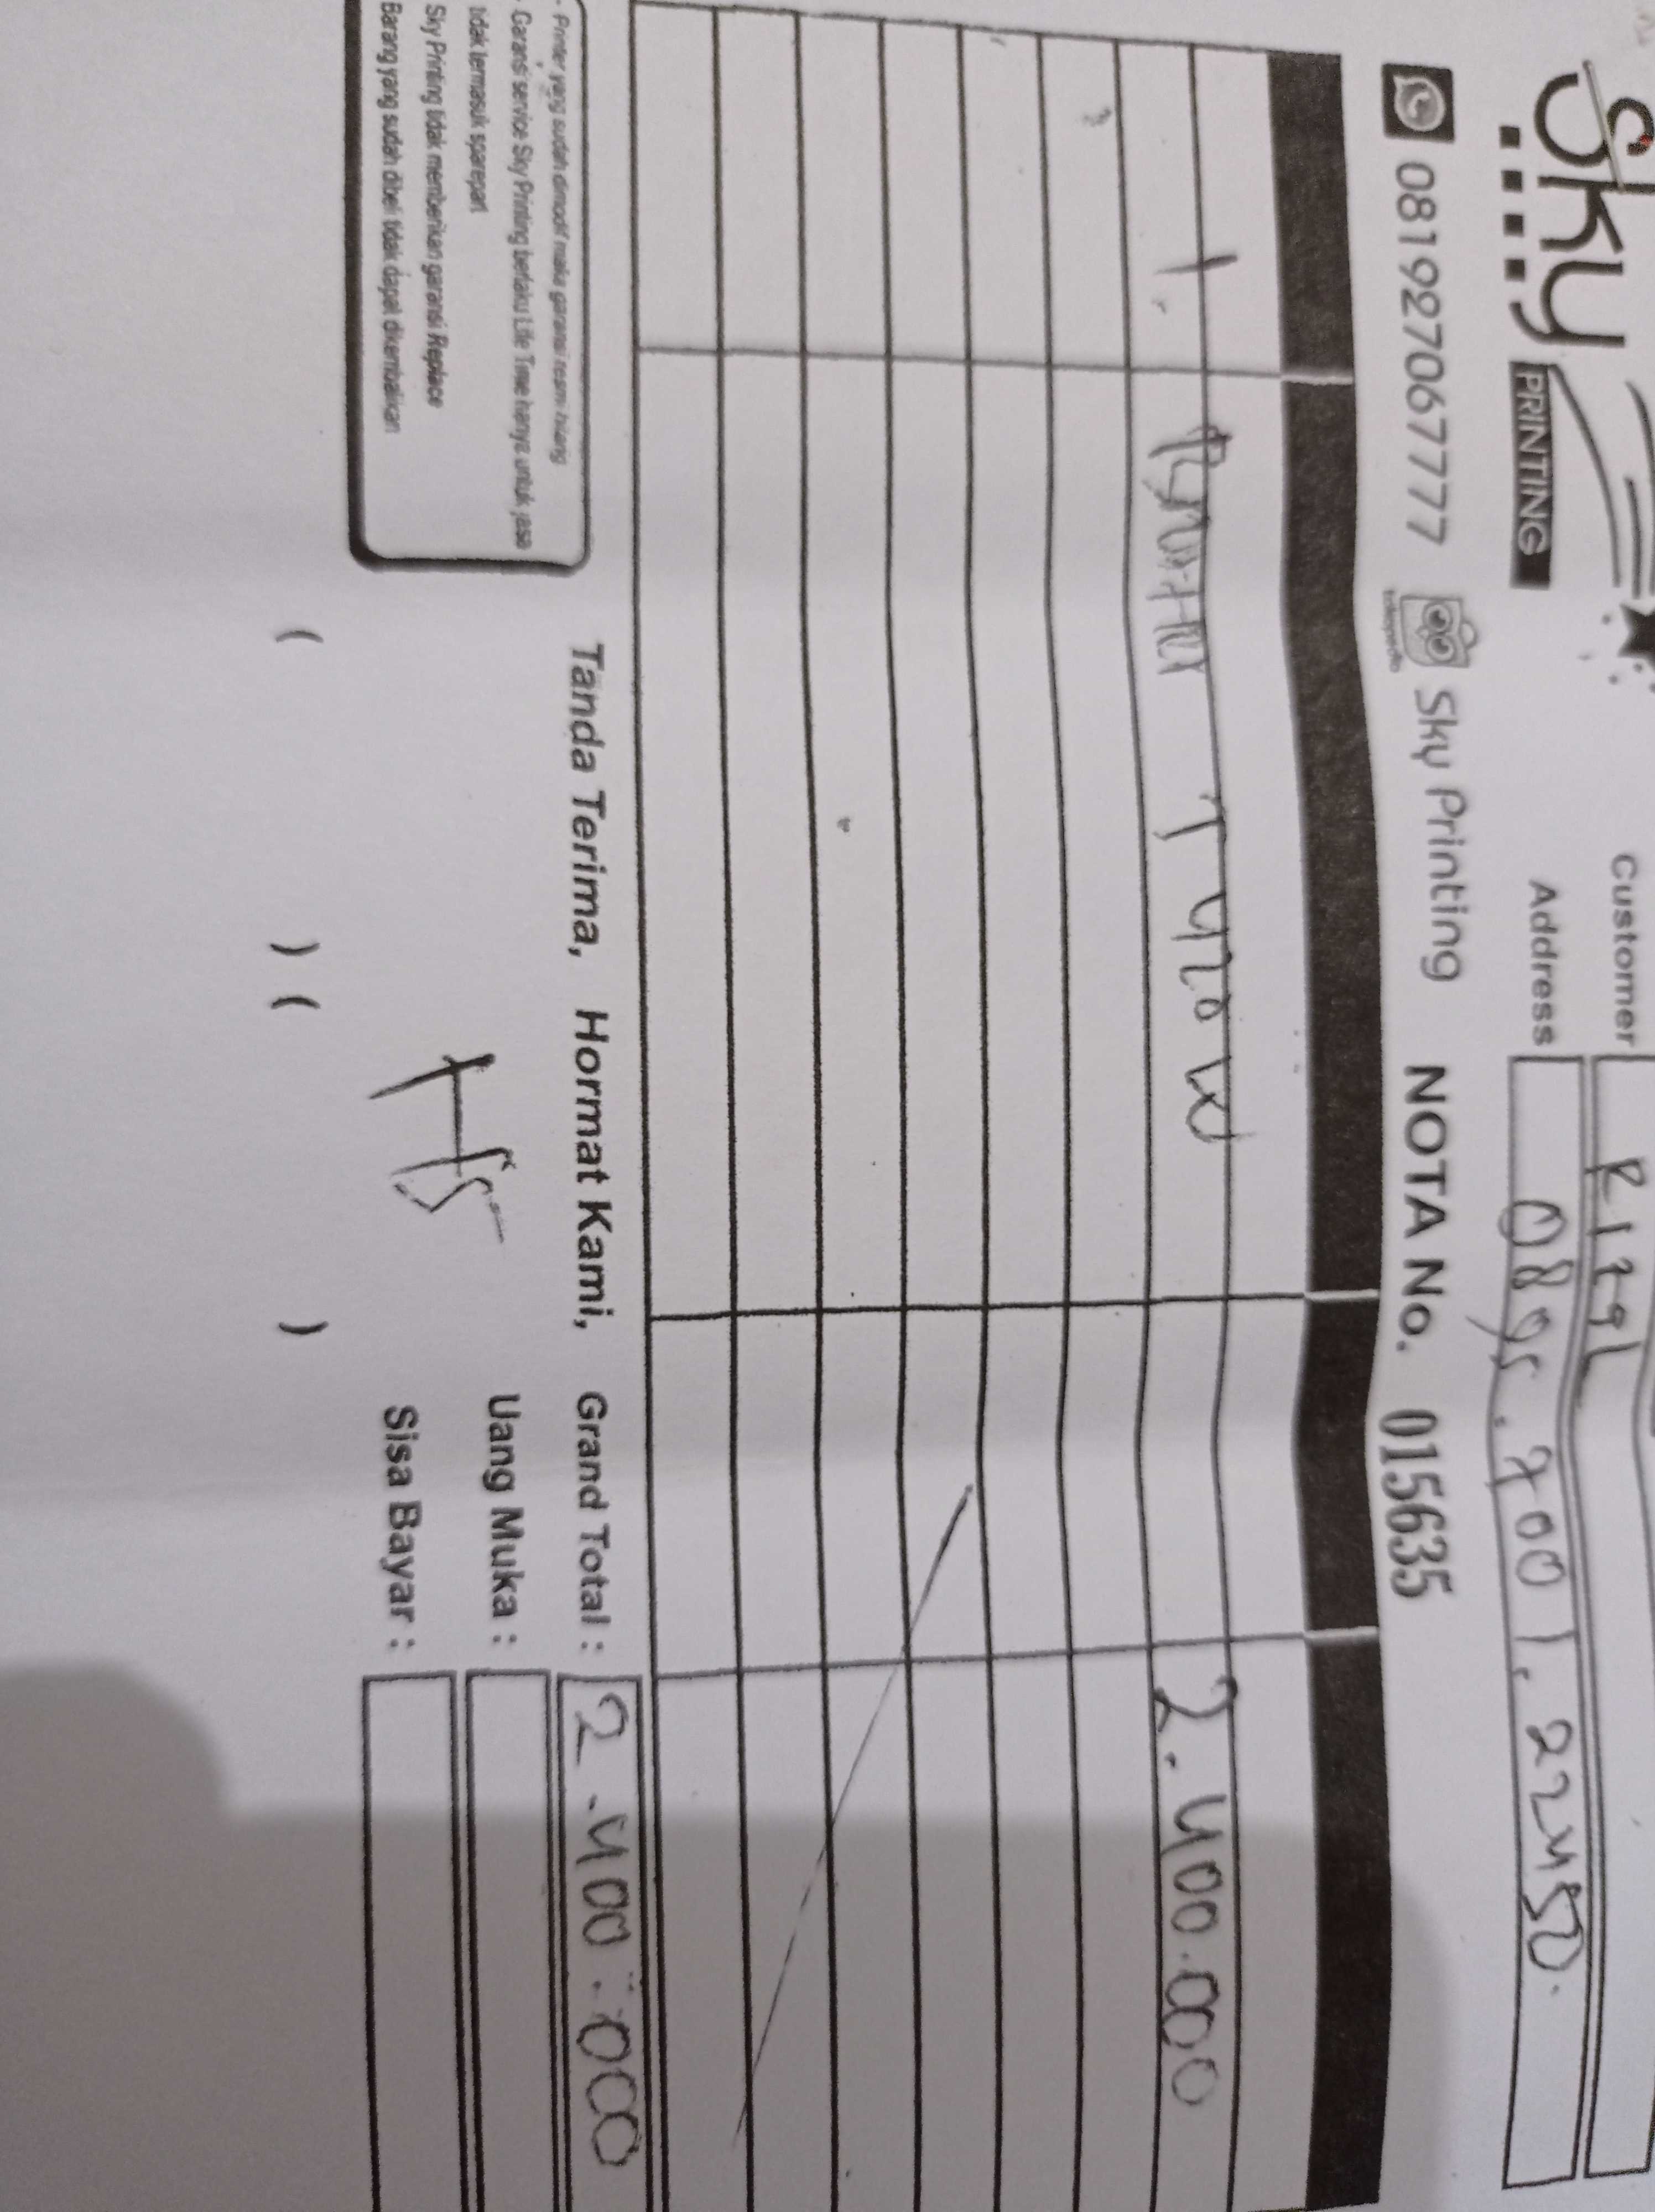 Sky
PRINTING
Customer RIZAL
Address 0895.7001.22450.
081927067777 tokopedia Sky Printing NOTA No. 015635
1. T420W 2.400.000
Tanda Terima, Hormat Kami, Grand Total : 2.400.000
Uang Muka :
Sisa Bayar :
- Printer yang sudah dimodif maka garansi resmi hilang
- Garansi service Sky Printing berlaku Life Time hanya untuk jasa
tidak termasuk sparepart
Sky Printing tidak memberikan garansi Replace
Barang yang sudah dibeli tidak dapat dikembalikan
( ) ( )